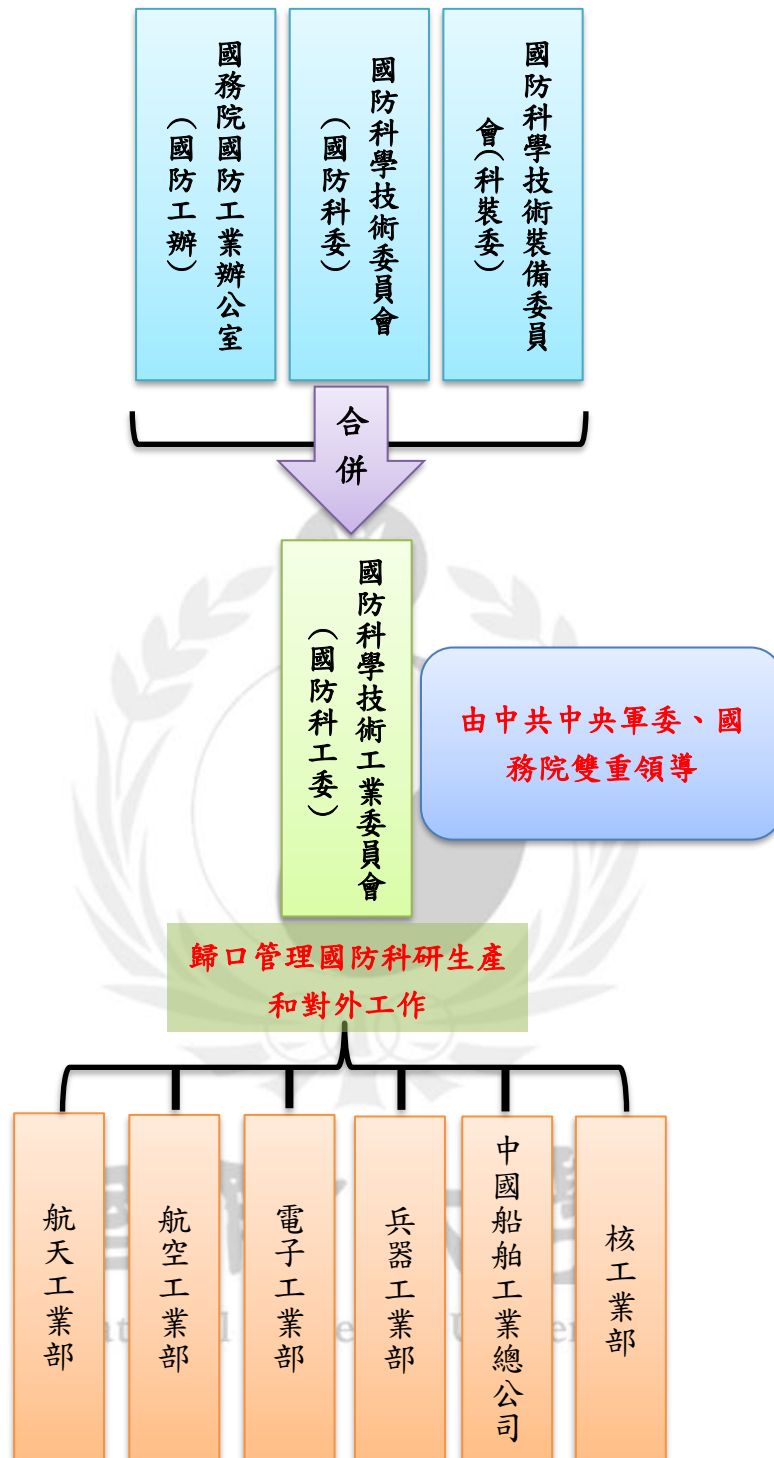 國務院國防工業辦公室
（國防工辦）
國防科學技術委員會
（國防科委）
國防科學技術裝備委員
會（科裝委）
合
併
國防科學技術工業委員會
（國防科工委）
由中共中央軍委、國
務院雙重領導
歸口管理國防科研生產
和對外工作
航天工業部
航空工業部
電子工業部
兵器工業部
中國船舶工業總公司
核工業部